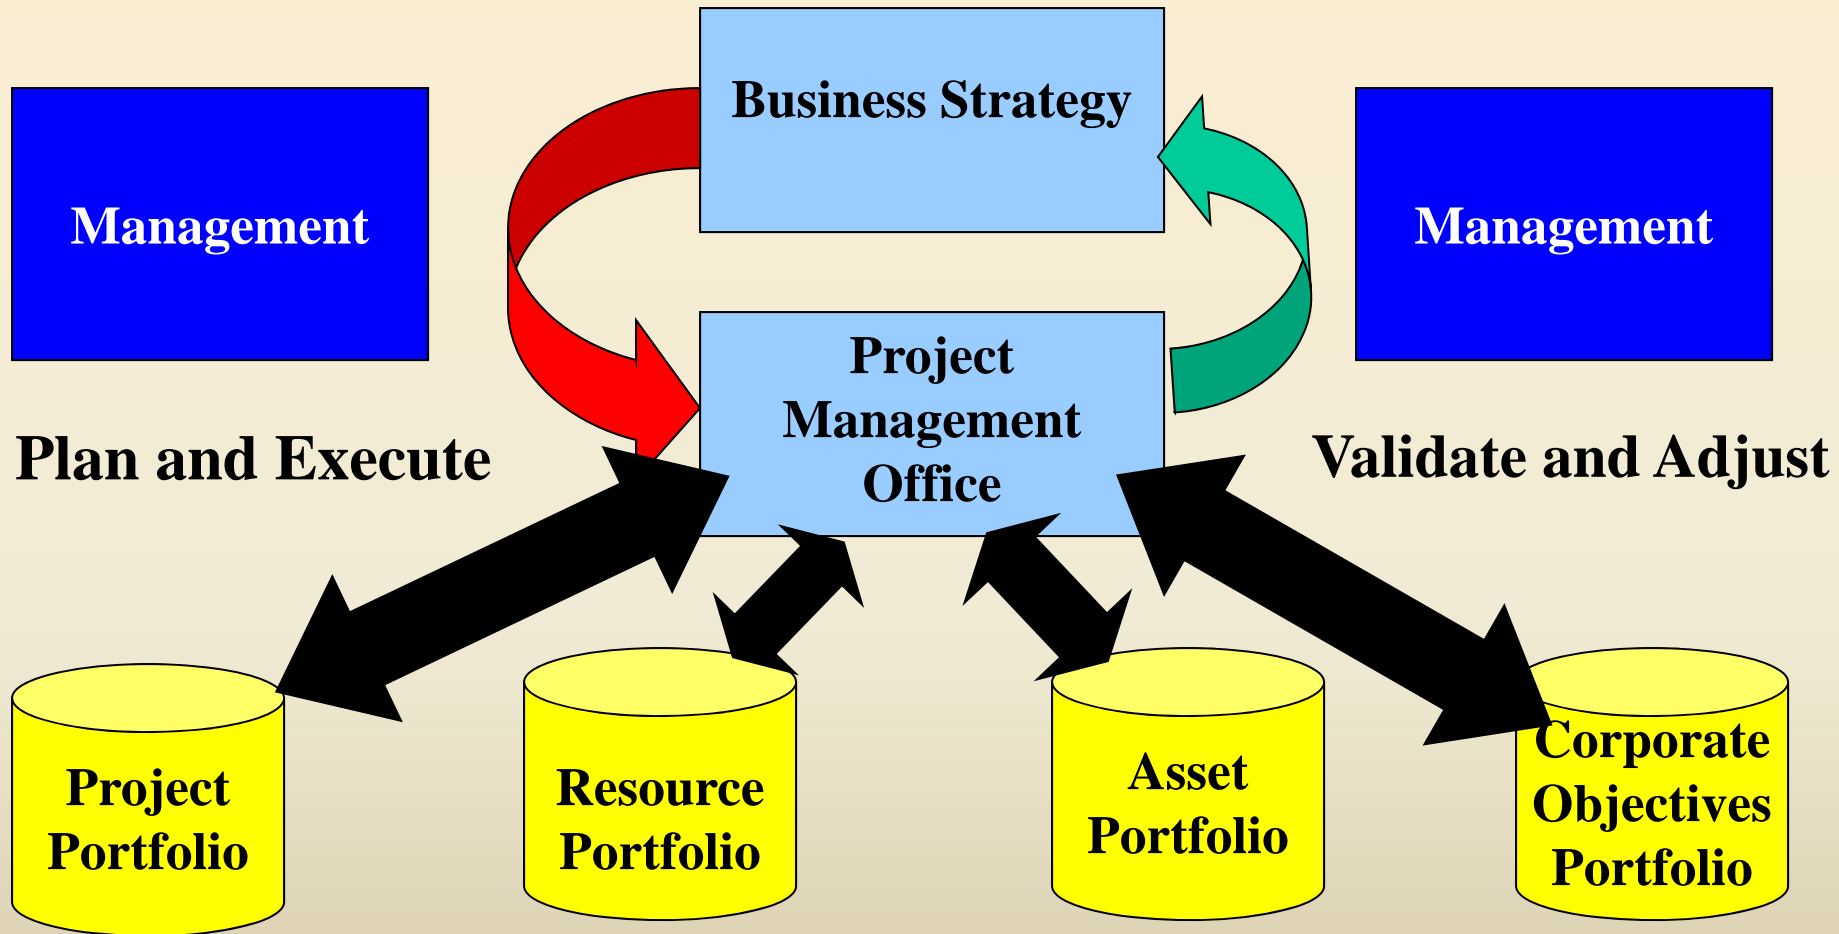 Business Strategy
Management
Management
Project
Management
Office
Plan and Execute
Validate and Adjust
Project
Portfolio
Resource
Portfolio
Asset
Portfolio
Corporate
Objectives
Portfolio